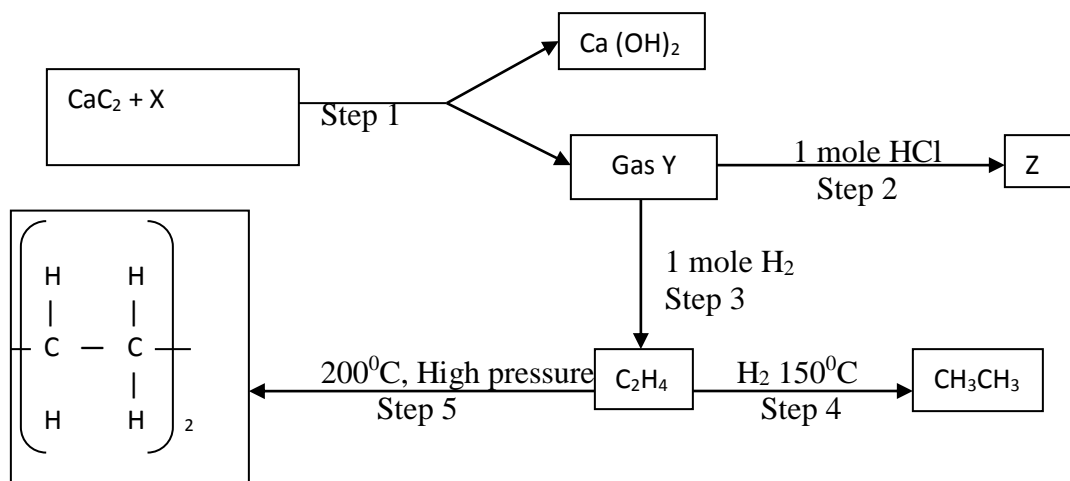 Ca (OH)₂
CaC₂ + X
Step 1
Gas Y
1 mole HCl
Step 2
Z
1 mole H₂
Step 3
H H
C — C
H H
2
200⁰C, High pressure
Step 5
C₂H₄
H₂ 150⁰C
Step 4
CH₃CH₃